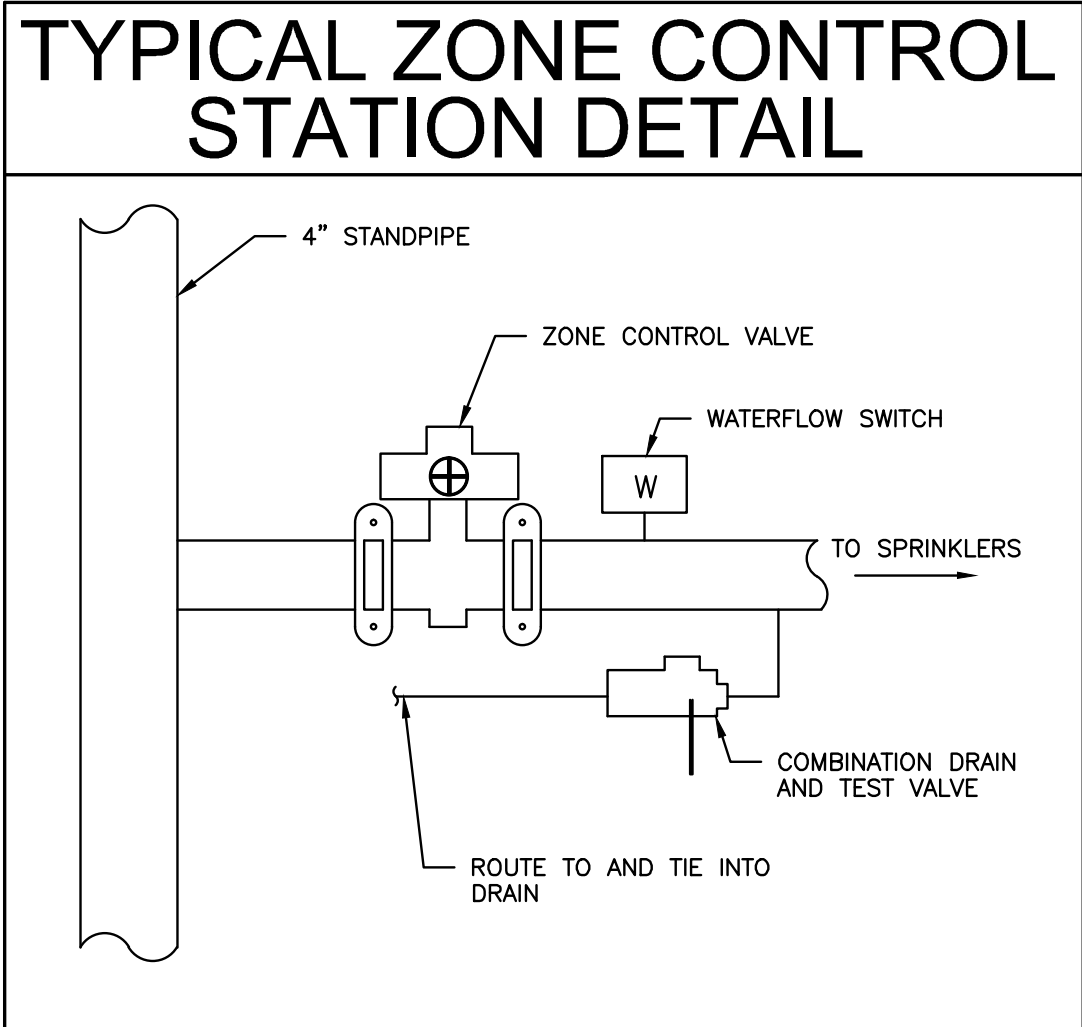 TYPICAL ZONE CONTROL
STATION DETAIL
4” STANDPIPE
ZONE CONTROL VALVE
WATERFLOW SWITCH
W
TO SPRINKLERS
COMBINATION DRAIN
AND TEST VALVE
ROUTE TO AND TIE INTO
DRAIN